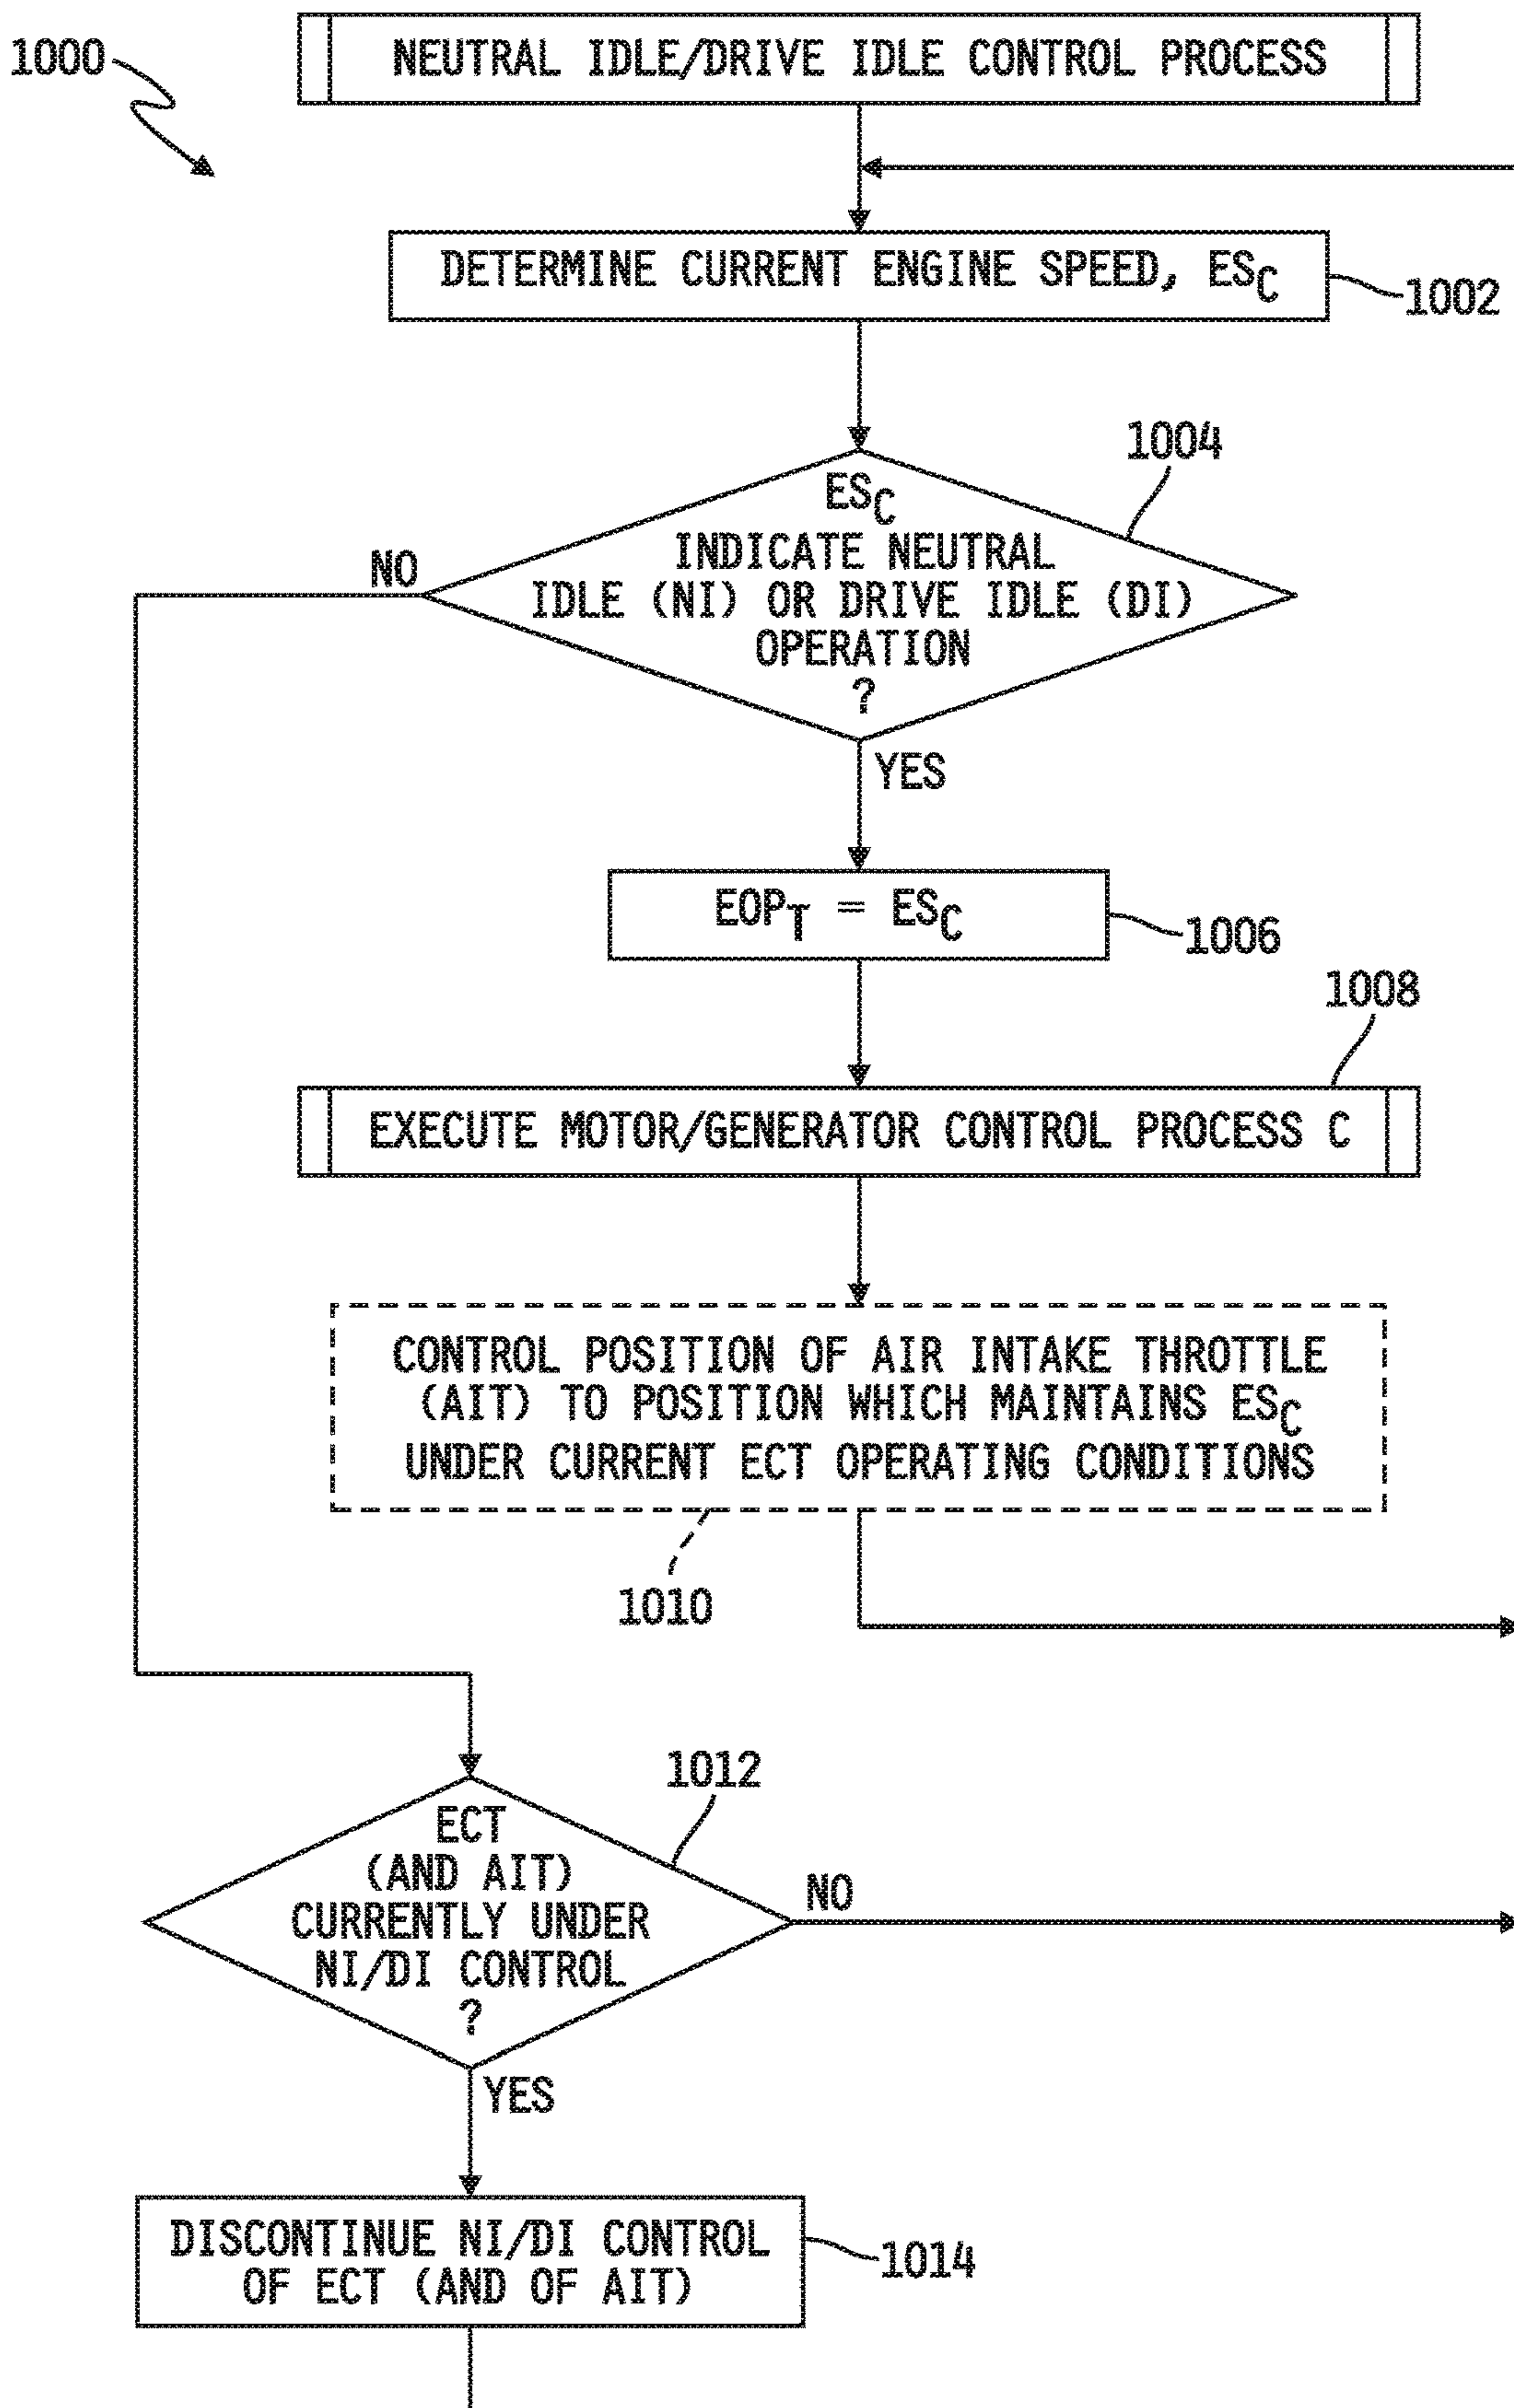 1000
NEUTRAL IDLE/DRIVE IDLE CONTROL PROCESS
DETERMINE CURRENT ENGINE SPEED, ESC
1002
1004
ESC
INDICATE NEUTRAL
IDLE (NI) OR DRIVE IDLE (DI)
OPERATION
?
NO
YES
EOPT = ESC
1006
1008
EXECUTE MOTOR/GENERATOR CONTROL PROCESS C
CONTROL POSITION OF AIR INTAKE THROTTLE
(AIT) TO POSITION WHICH MAINTAINS ESC
UNDER CURRENT ECT OPERATING CONDITIONS
1010
1012
ECT
(AND AIT)
CURRENTLY UNDER
NI/DI CONTROL
?
NO
YES
DISCONTINUE NI/DI CONTROL
OF ECT (AND OF AIT)
1014